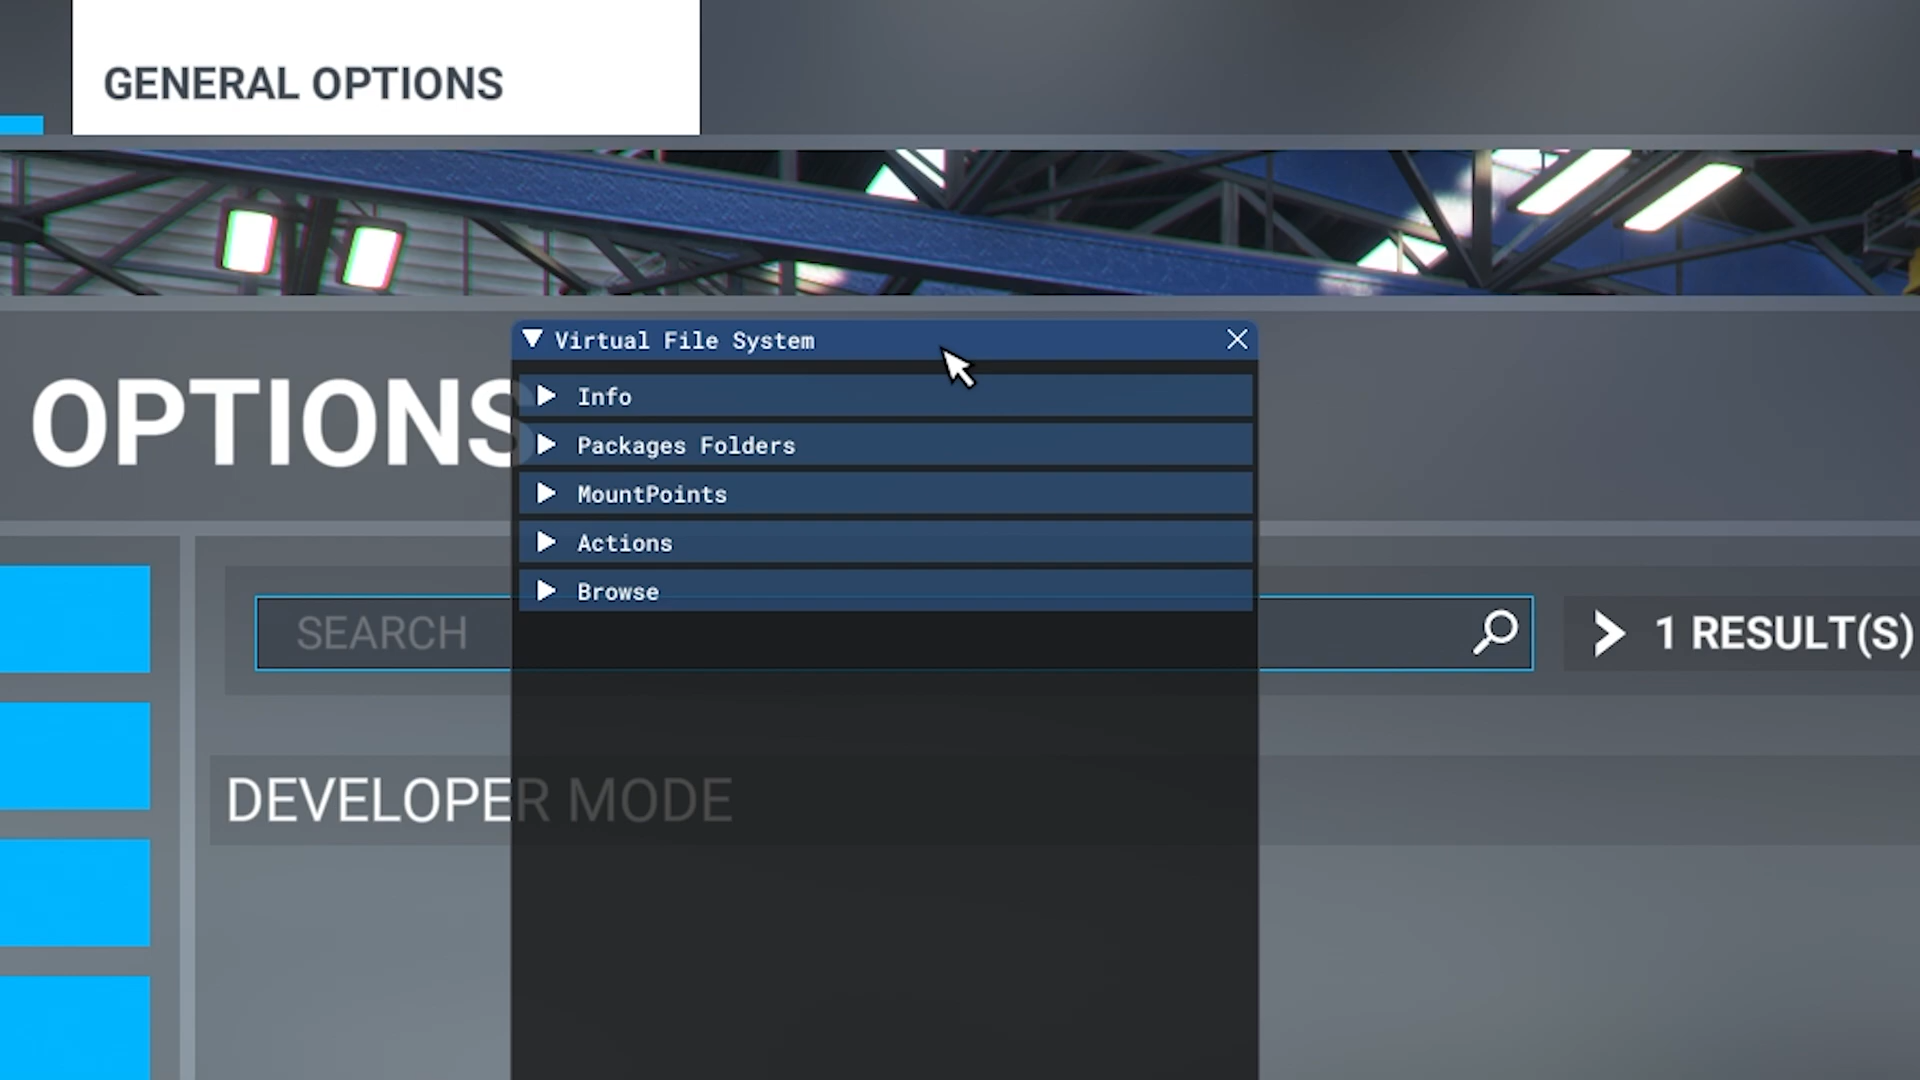 GENERAL OPTIONS
Virtual File System
OPTIONS
Info
Packages Folders
MountPoints
Actions
Browse
SEARCH
1 RESULT(S)
DEVELOPER MODE